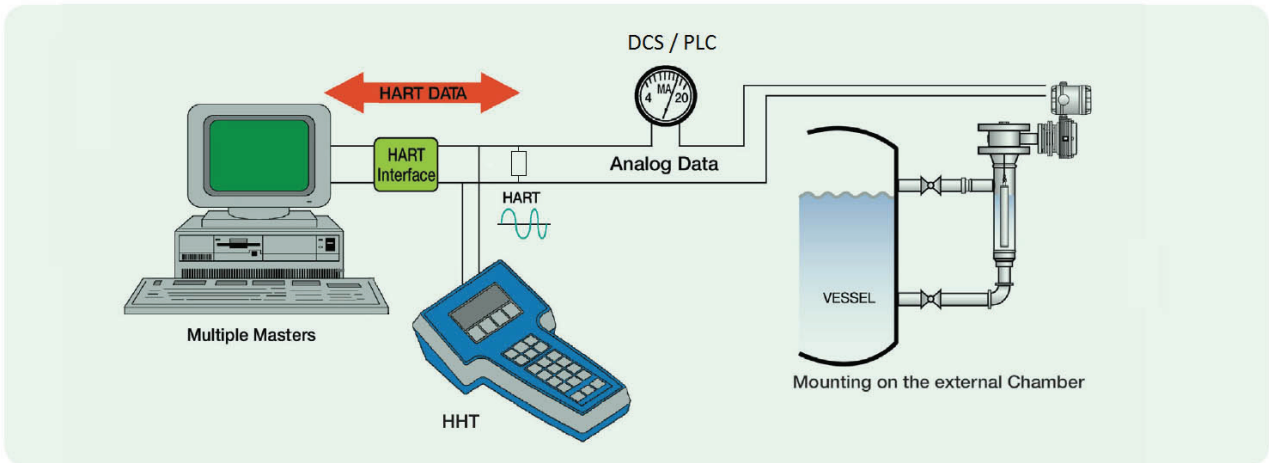 DCS / PLC
HART DATA
MA
4 20
HART
Interface
Analog Data
HART
VESSEL
Multiple Masters
Mounting on the external Chamber
HHT